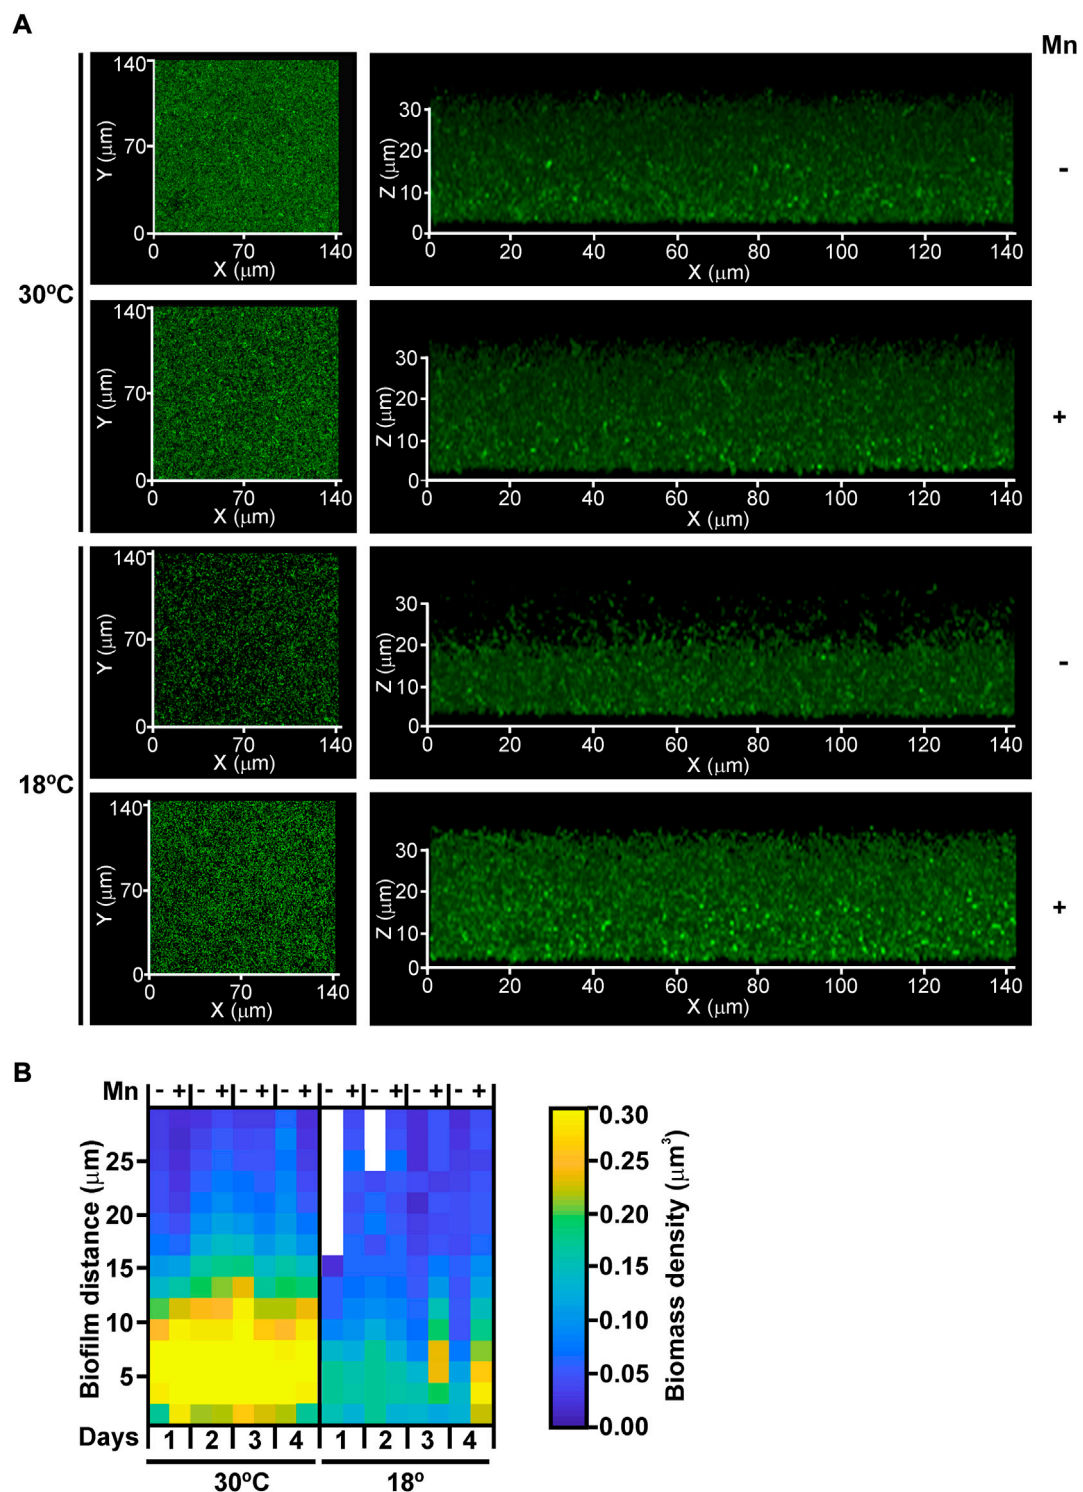 A
Mn
140
70
0
Y (μm)
0 70 140
X (μm)
30
20
10
0
Z (μm)
0 20 40 60 80 100 120 140
X (μm)
-
30ºC
140
70
0
Y (μm)
0 70 140
X (μm)
30
20
10
0
Z (μm)
0 20 40 60 80 100 120 140
X (μm)
+
140
70
0
Y (μm)
0 70 140
X (μm)
30
20
10
0
Z (μm)
0 20 40 60 80 100 120 140
X (μm)
-
18ºC
140
70
0
Y (μm)
0 70 140
X (μm)
30
20
10
0
Z (μm)
0 20 40 60 80 100 120 140
X (μm)
+
B
Mn - + - + - + - + - + - + - + - +
Biofilm distance (μm)
25
20
15
10
5
Days 1 2 3 4 1 2 3 4
30ºC 18º
0.30
0.25
0.20
0.15
0.10
0.05
0.00
Biomass density (μm³)